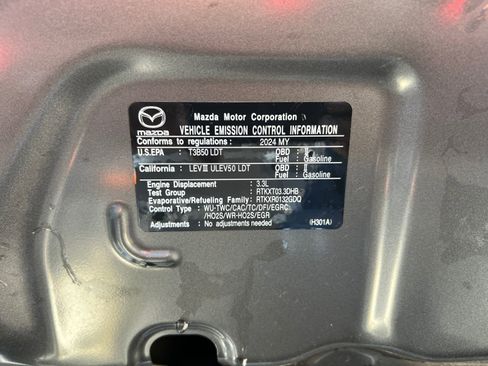 Mazda Motor Corporation
mazda VEHICLE EMISSION CONTROL INFORMATION
Conforms to regulations: 2024 MY
U.S.EPA : T3B50 LDT OBD : II
Fuel : Gasoline
California : LEVⅢ ULEV50 LDT OBD : II
Fuel : Gasoline
Engine Displacement : 3.3L
Test Group : RTKXT03.3DHB
Evaporative/Refueling Family: RTKXR0132GDQ
Control Type : WU-TWC/CAC/TC/DFI/EGRC
/HO2S/WR-HO2S/EGR
Adjustments : No adjustments needed (H301A)